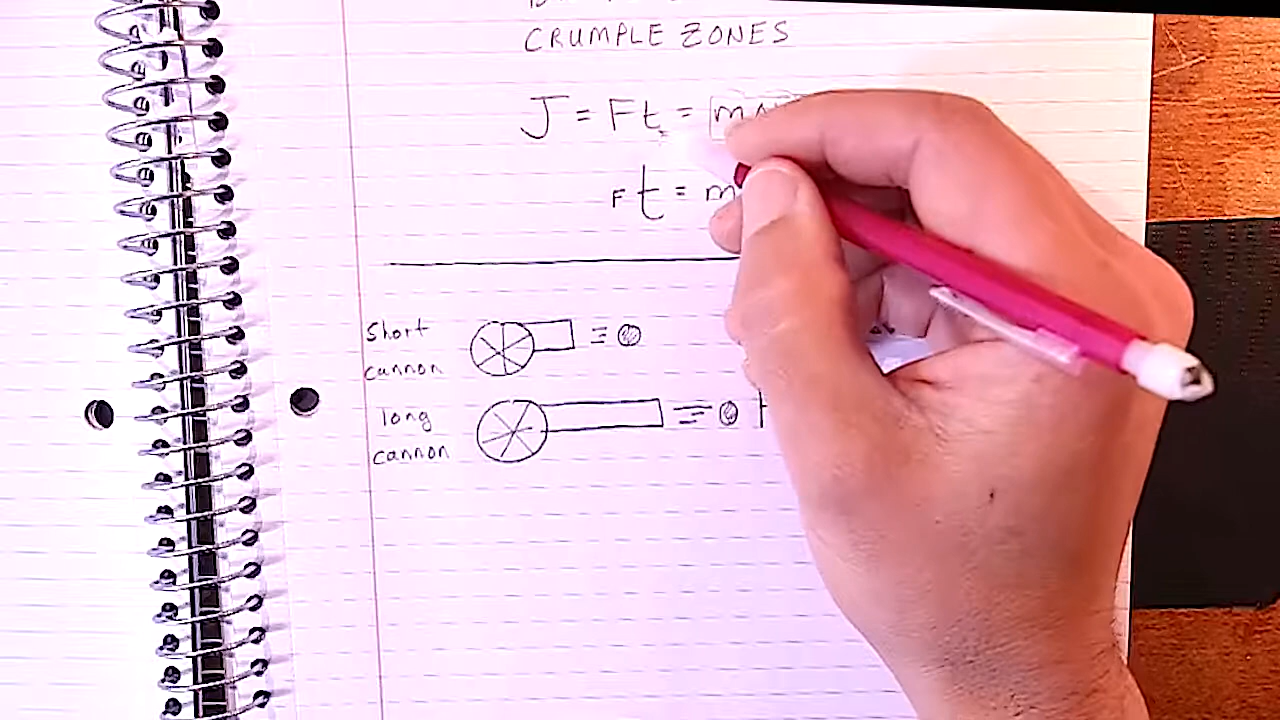 CRUMPLE ZONES
J = Ft =
Ft =
short
cannon
long
cannon